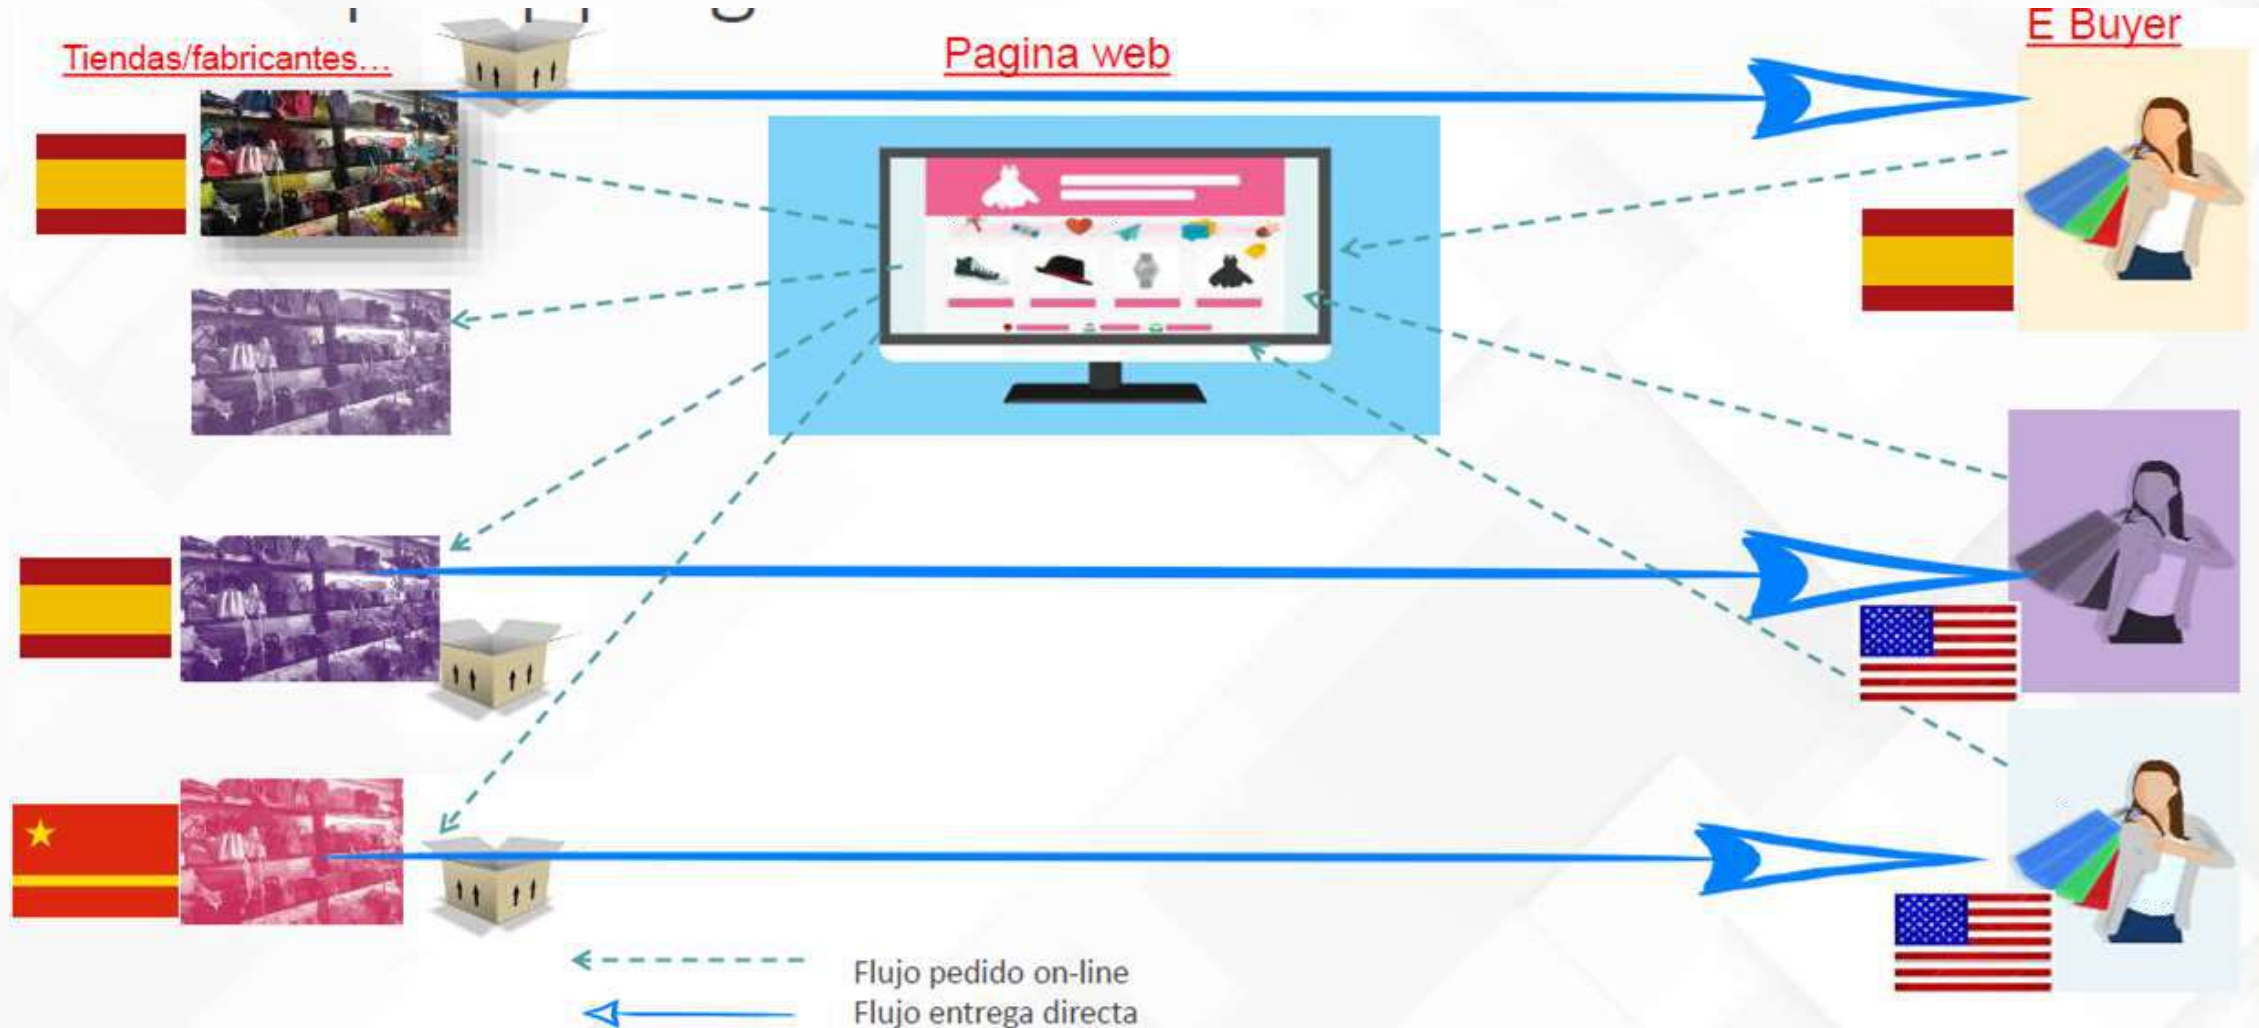 Tiendas/fabricantes...
Pagina web
E Buyer
Flujo pedido on-line
Flujo entrega directa